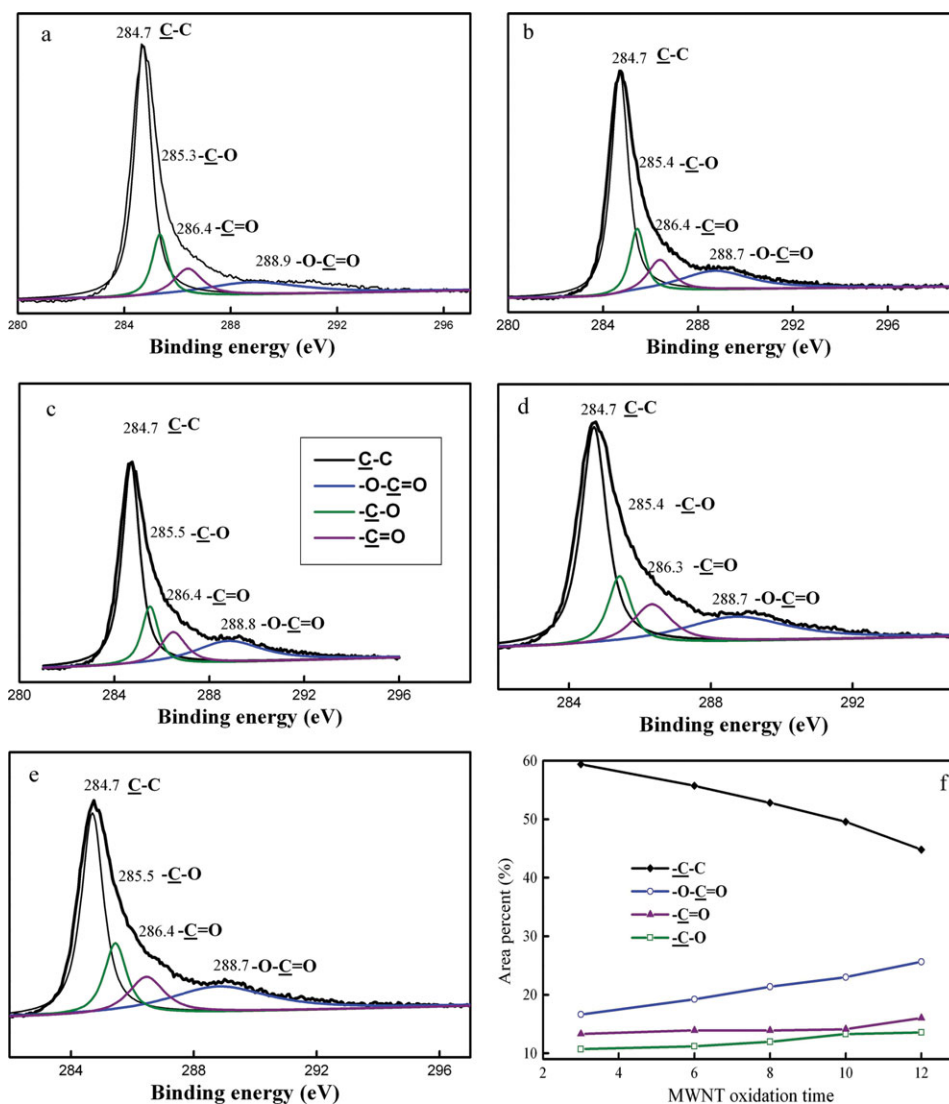 a
284.7 C-C
285.3 -C-O
286.4 -C=O
288.9 -O-C=O
280 284 288 292 296
Binding energy (eV)
b
284.7 C-C
285.4 -C-O
286.4 -C=O
288.7 -O-C=O
280 284 288 292 296
Binding energy (eV)
c
284.7 C-C
285.5 -C-O
286.4 -C=O
288.8 -O-C=O
C-C
-O-C=O
-C-O
-C=O
280 284 288 292 296
Binding energy (eV)
d
284.7 C-C
285.4 -C-O
286.3 -C=O
288.7 -O-C=O
284 288 292
Binding energy (eV)
e
284.7 C-C
285.5 -C-O
286.4 -C=O
288.7 -O-C=O
284 288 292 296
Binding energy (eV)
f
60
50
40
30
20
10
Area percent (%)
-C-C
-O-C=O
-C=O
-C-O
2 4 6 8 10 12
MWNT oxidation time